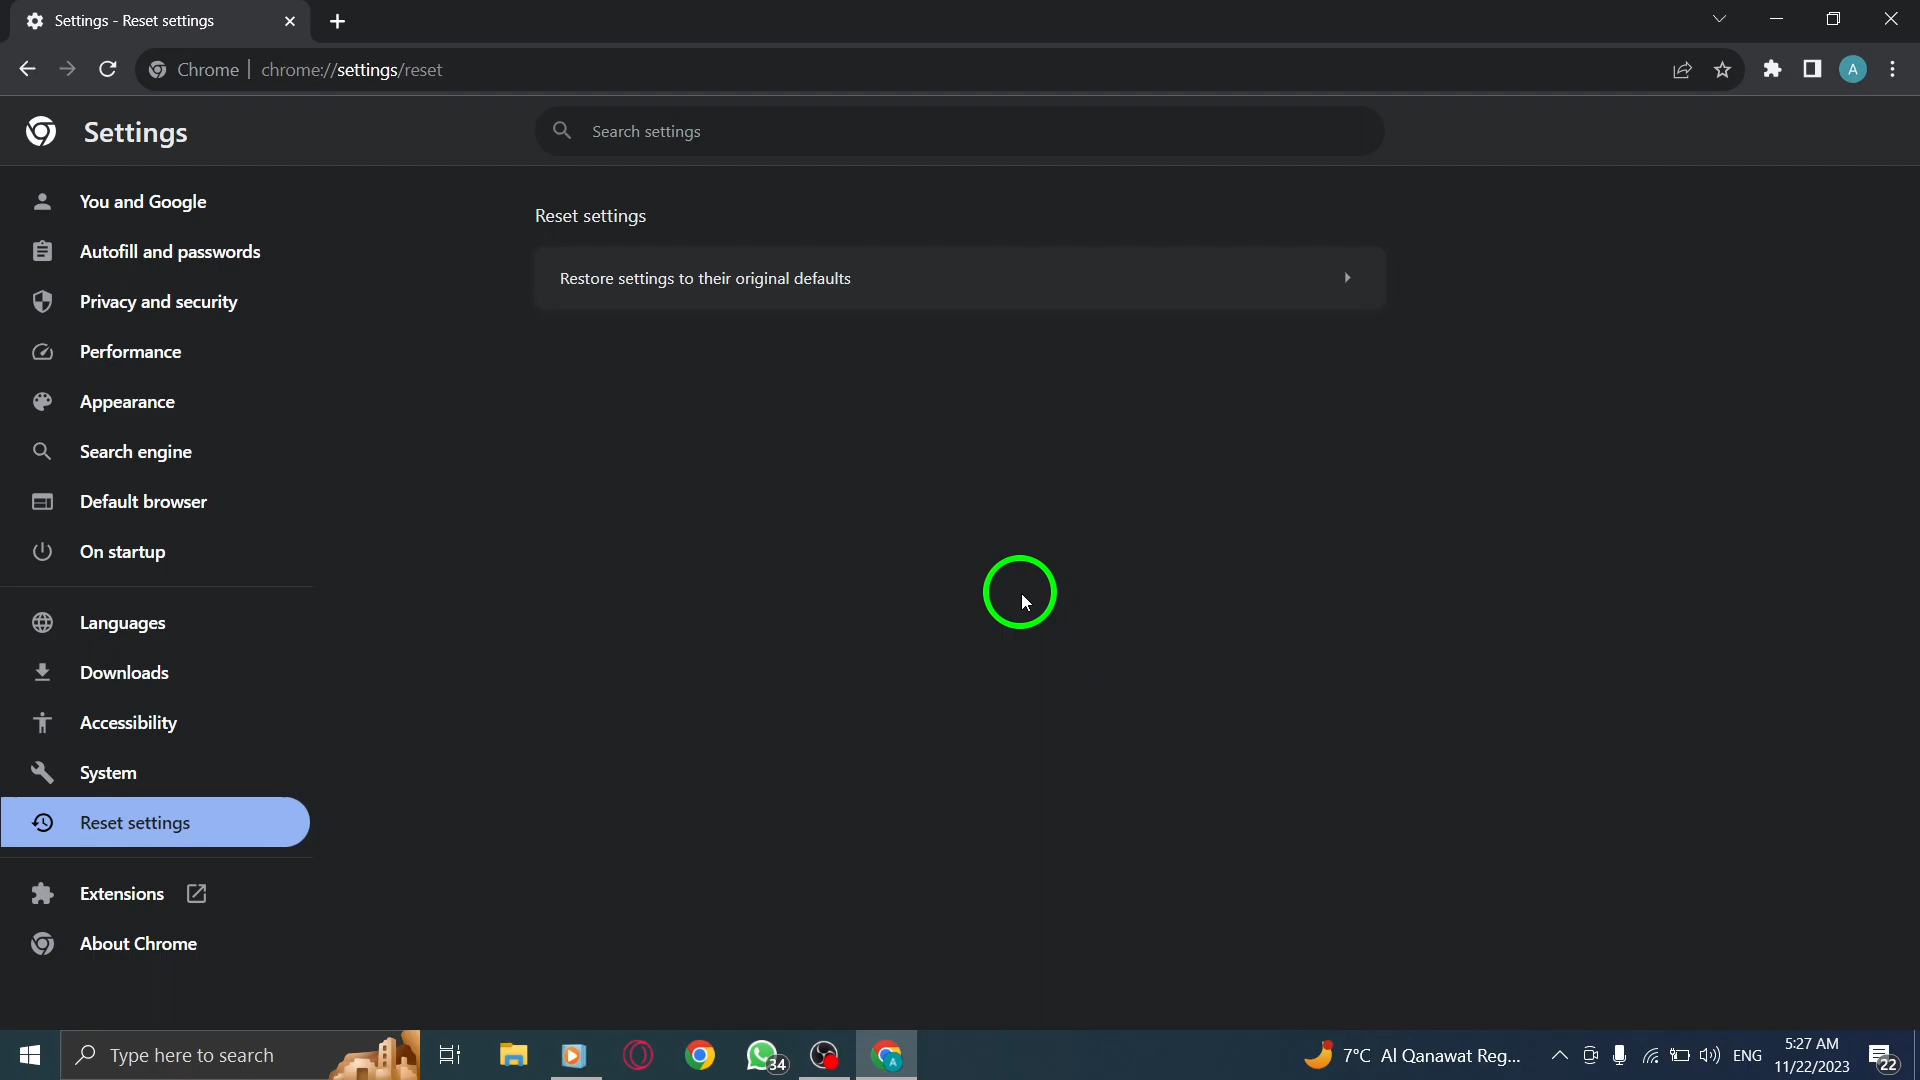 Settings - Reset settings
Chrome
chrome://settings/reset
A
Settings
Search settings
You and Google
Autofill and passwords
Privacy and security
Performance
Appearance
Search engine
Default browser
On startup
Languages
Downloads
Accessibility
System
Reset settings
Extensions
About Chrome
Reset settings
Restore settings to their original defaults
Type here to search
34
A
7°C Al Qanawat Reg...
ENG
5:27 AM
11/22/2023
22